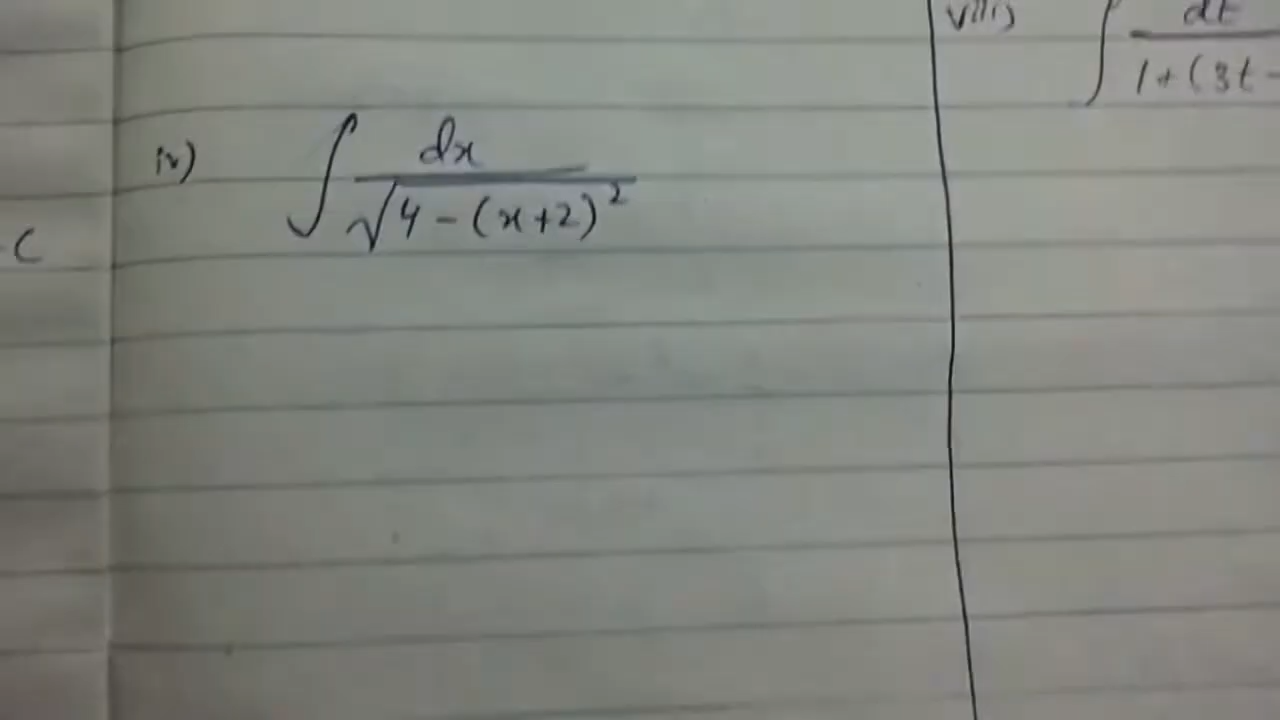 iv) ∫ dx / √(4-(x+2)²)
viii) ∫ dt / 1+(3t-
C